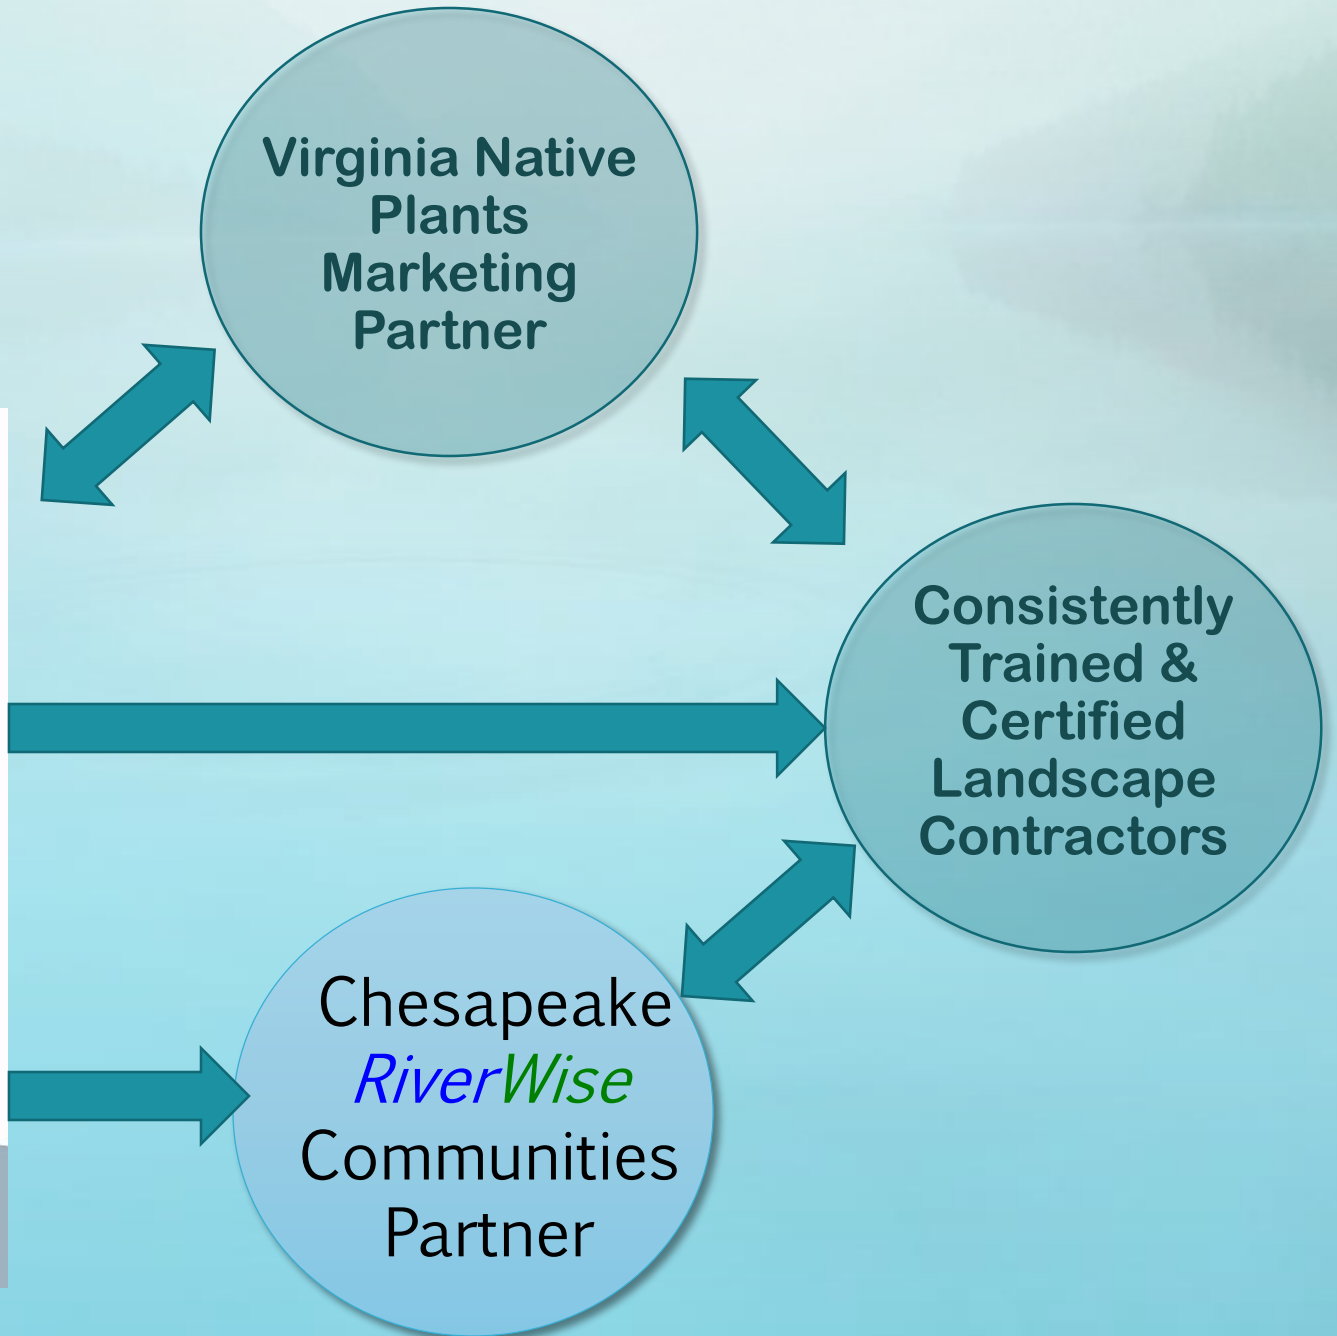 Virginia Native
Plants
Marketing
Partner
Consistently
Trained &
Certified
Landscape
Contractors
Chesapeake
RiverWise
Communities
Partner